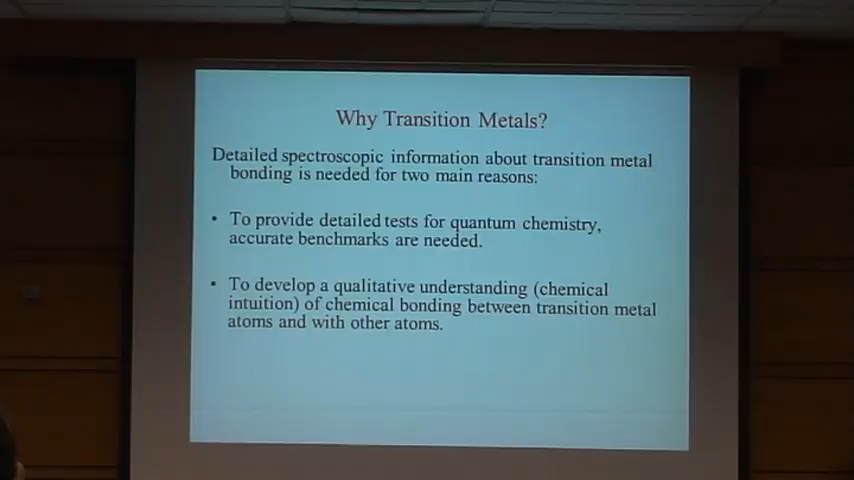 Why Transition Metals?
Detailed spectroscopic information about transition metal
bonding is needed for two main reasons:
• To provide detailed tests for quantum chemistry,
accurate benchmarks are needed.
• To develop a qualitative understanding (chemical
intuition) of chemical bonding between transition metal
atoms and with other atoms.